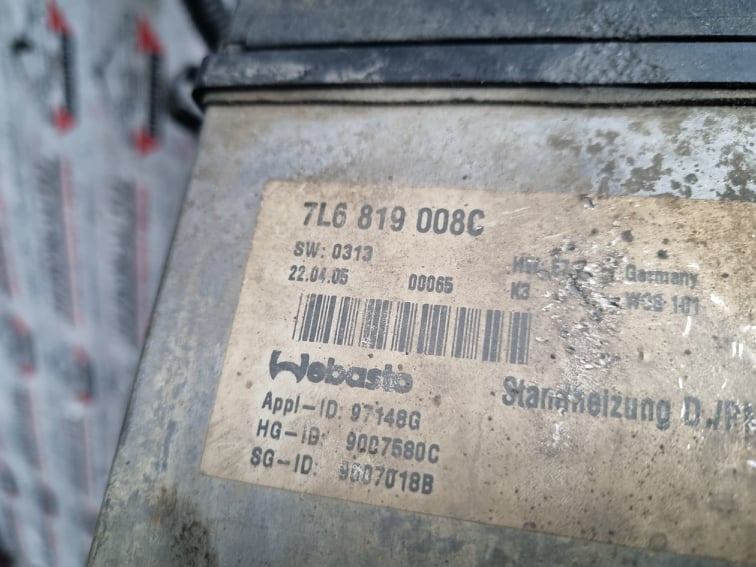 7L6 819 008C
SW: 0313
22.04.05 00065 K3
Germany
Webasto
Appl-ID: 97148G
HG-ID: 9007580C
SG-ID: 9007018B
Standheizung